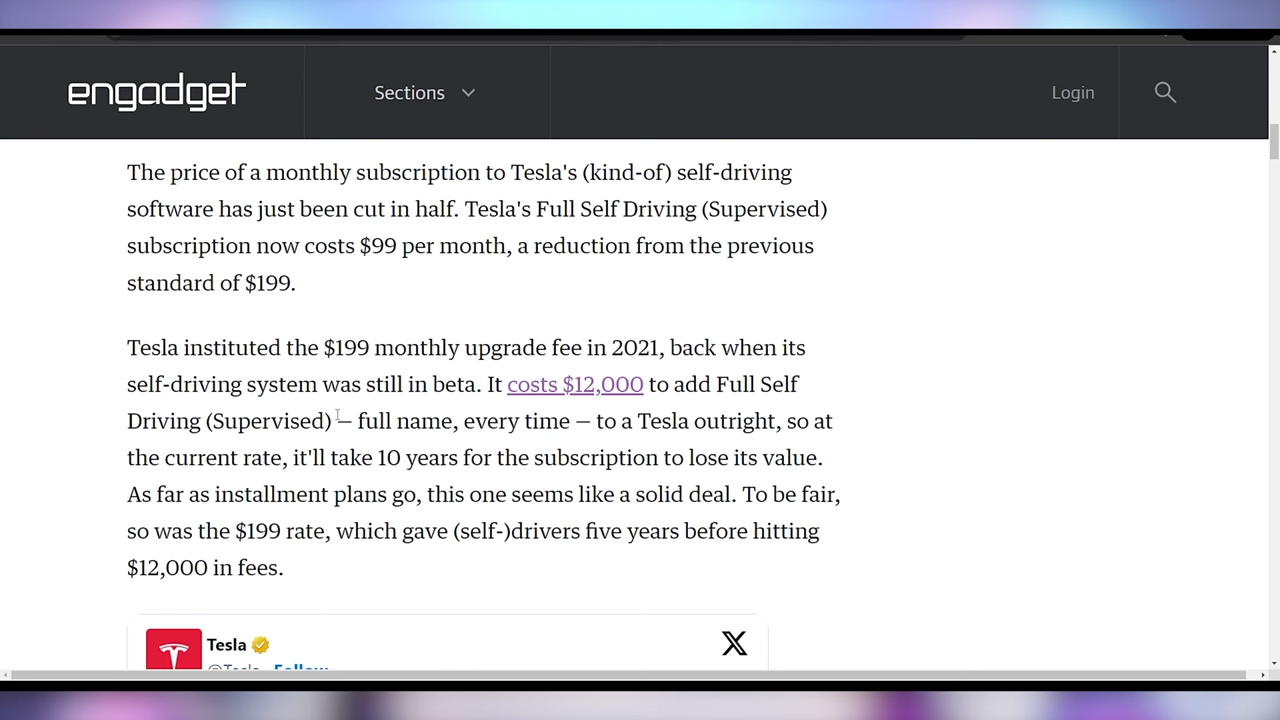 engadget
Sections
Login
The price of a monthly subscription to Tesla's (kind-of) self-driving
software has just been cut in half. Tesla's Full Self Driving (Supervised)
subscription now costs $99 per month, a reduction from the previous
standard of $199.
Tesla instituted the $199 monthly upgrade fee in 2021, back when its
self-driving system was still in beta. It costs $12,000 to add Full Self
Driving (Supervised) — full name, every time — to a Tesla outright, so at
the current rate, it'll take 10 years for the subscription to lose its value.
As far as installment plans go, this one seems like a solid deal. To be fair,
so was the $199 rate, which gave (self-)drivers five years before hitting
$12,000 in fees.
Tesla
@Tesla · Follow